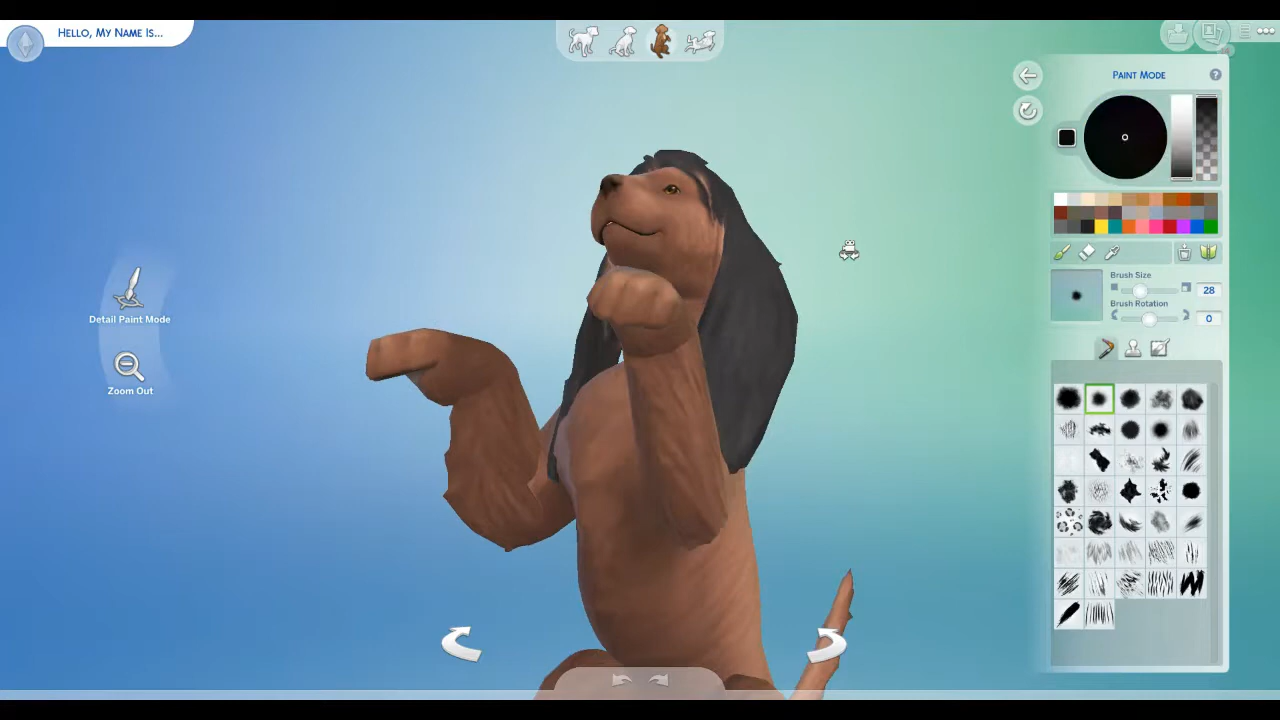 Hello, My Name Is...
Paint Mode
?
Brush Size
28
Brush Rotation
0
Detail Paint Mode
Zoom Out